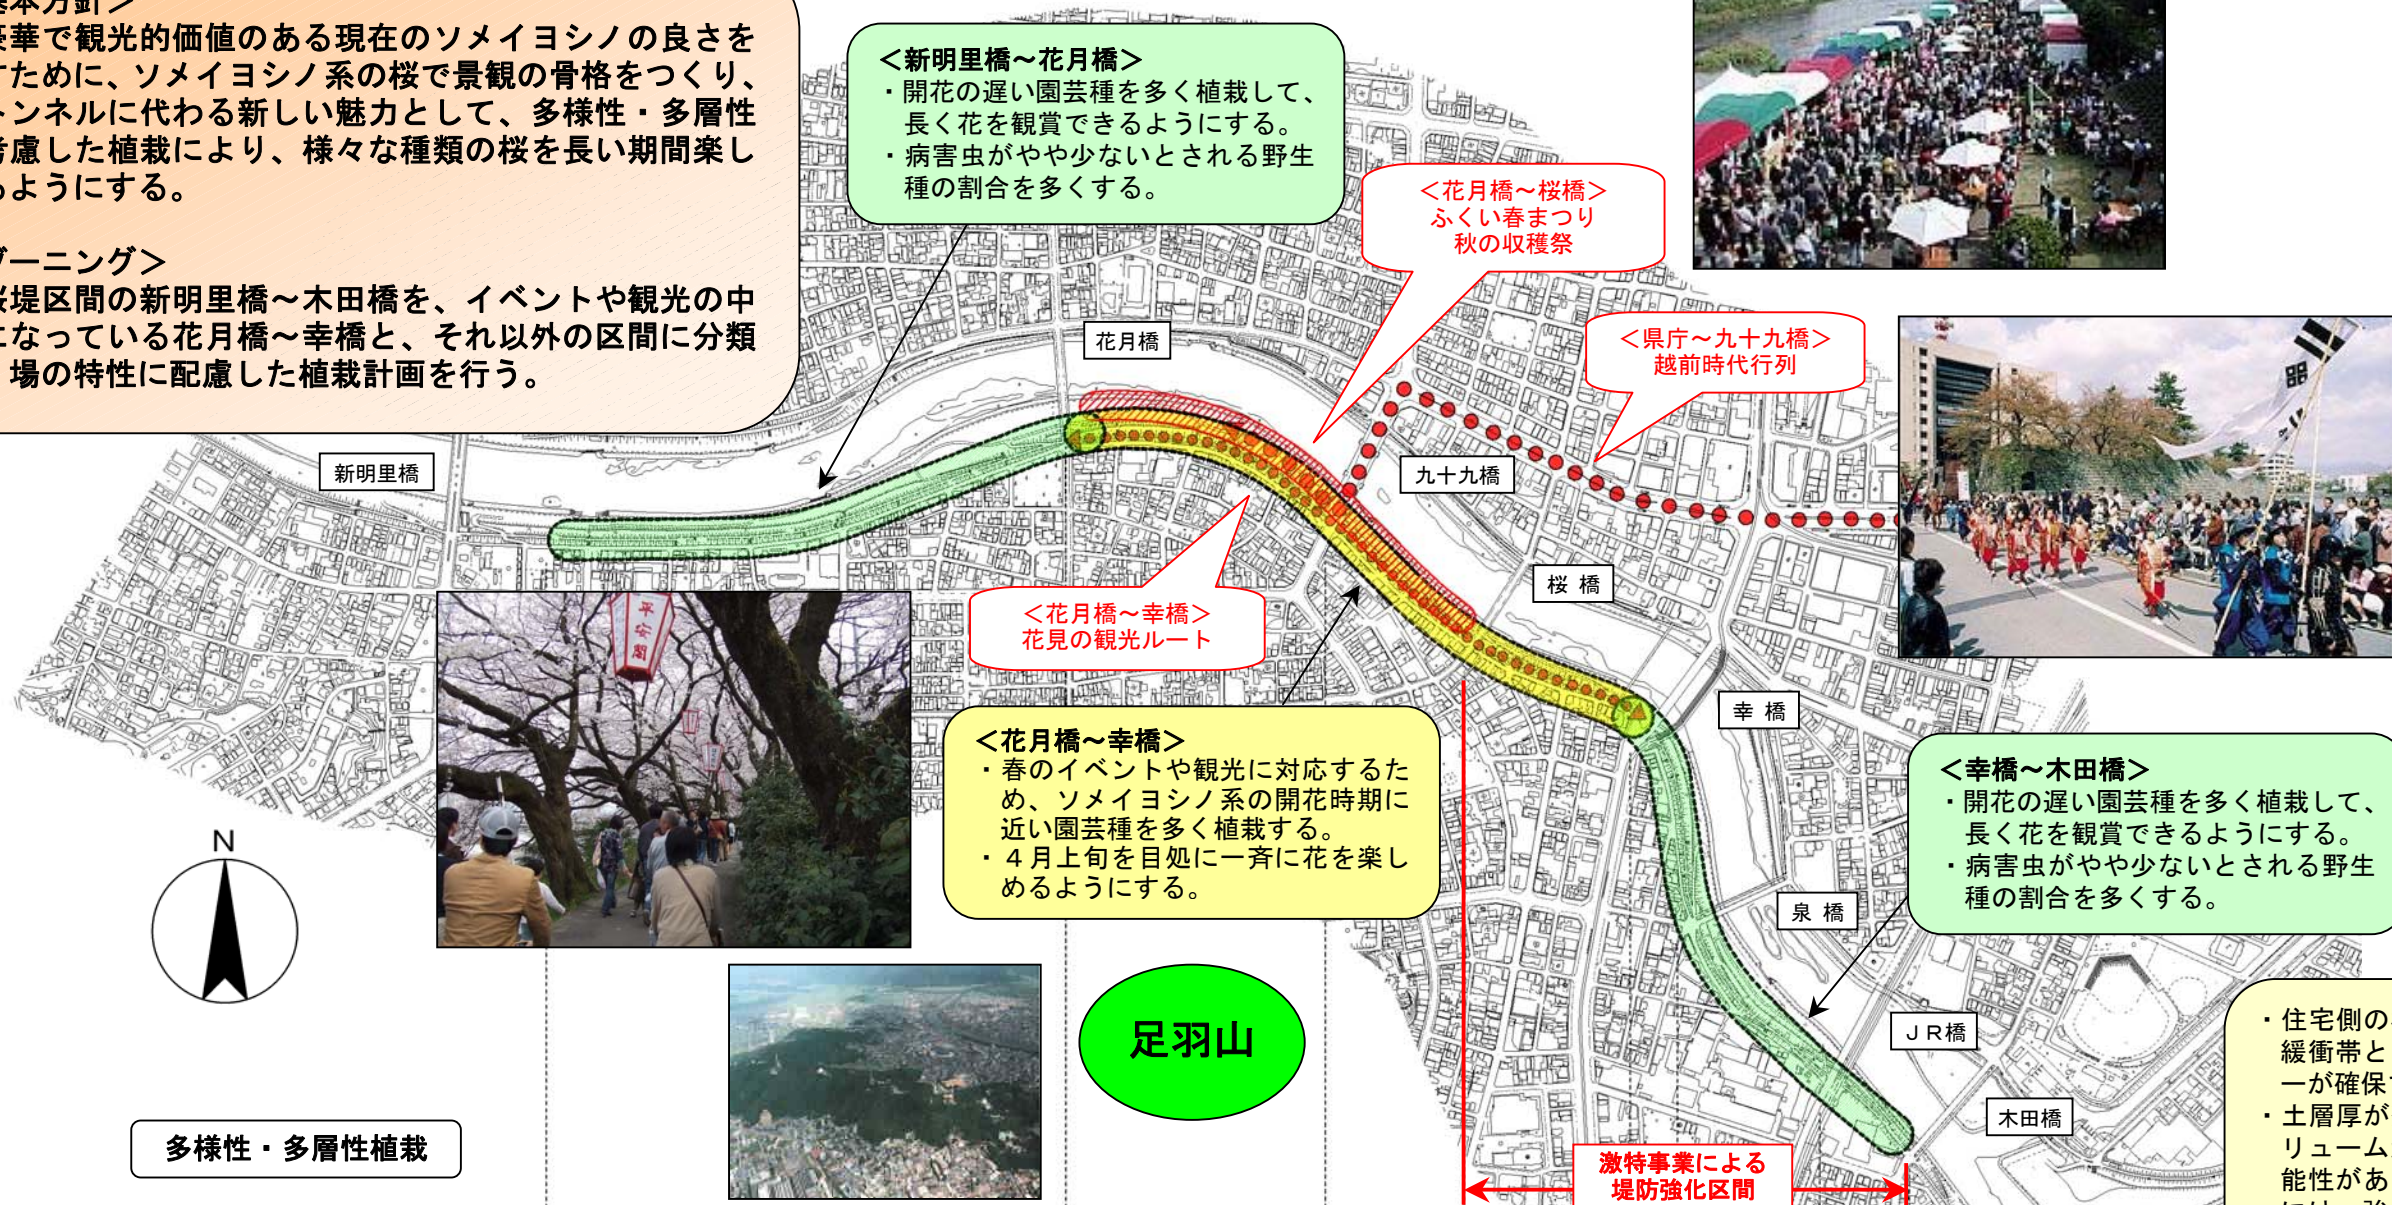 基本方針＞
豪華で観光的価値のある現在のソメイヨシノの良さを
すために、ソメイヨシノ系の桜で景観の骨格をつくり、
トンネルに代わる新しい魅力として、多様性・多層性
考慮した植栽により、様々な種類の桜を長い期間楽し
るようにする。
ゾーニング＞
桜堤区間の新明里橋～木田橋を、イベントや観光の中
になっている花月橋～幸橋と、それ以外の区間に分類
場の特性に配慮した植栽計画を行う。
＜新明里橋～花月橋＞
・開花の遅い園芸種を多く植栽して、
長く花を観賞できるようにする。
・病害虫がやや少ないとされる野生
種の割合を多くする。
＜花月橋～桜橋＞
ふくい春まつり
秋の収穫祭
＜県庁～九十九橋＞
越前時代行列
花月橋
新明里橋
九十九橋
桜 橋
＜花月橋～幸橋＞
花見の観光ルート
平安閣
幸 橋
＜花月橋～幸橋＞
・春のイベントや観光に対応するた
め、ソメイヨシノ系の開花時期に
近い園芸種を多く植栽する。
・４月上旬を目処に一斉に花を楽し
めるようにする。
＜幸橋～木田橋＞
・開花の遅い園芸種を多く植栽して、
長く花を観賞できるようにする。
・病害虫がやや少ないとされる野生
種の割合を多くする。
泉 橋
N
足羽山
ＪＲ橋
木田橋
・住宅側の
緩衝帯と
ーが確保
・土層厚が
リューム
能性があ
多様性・多層性植栽
激特事業による
堤防強化区間